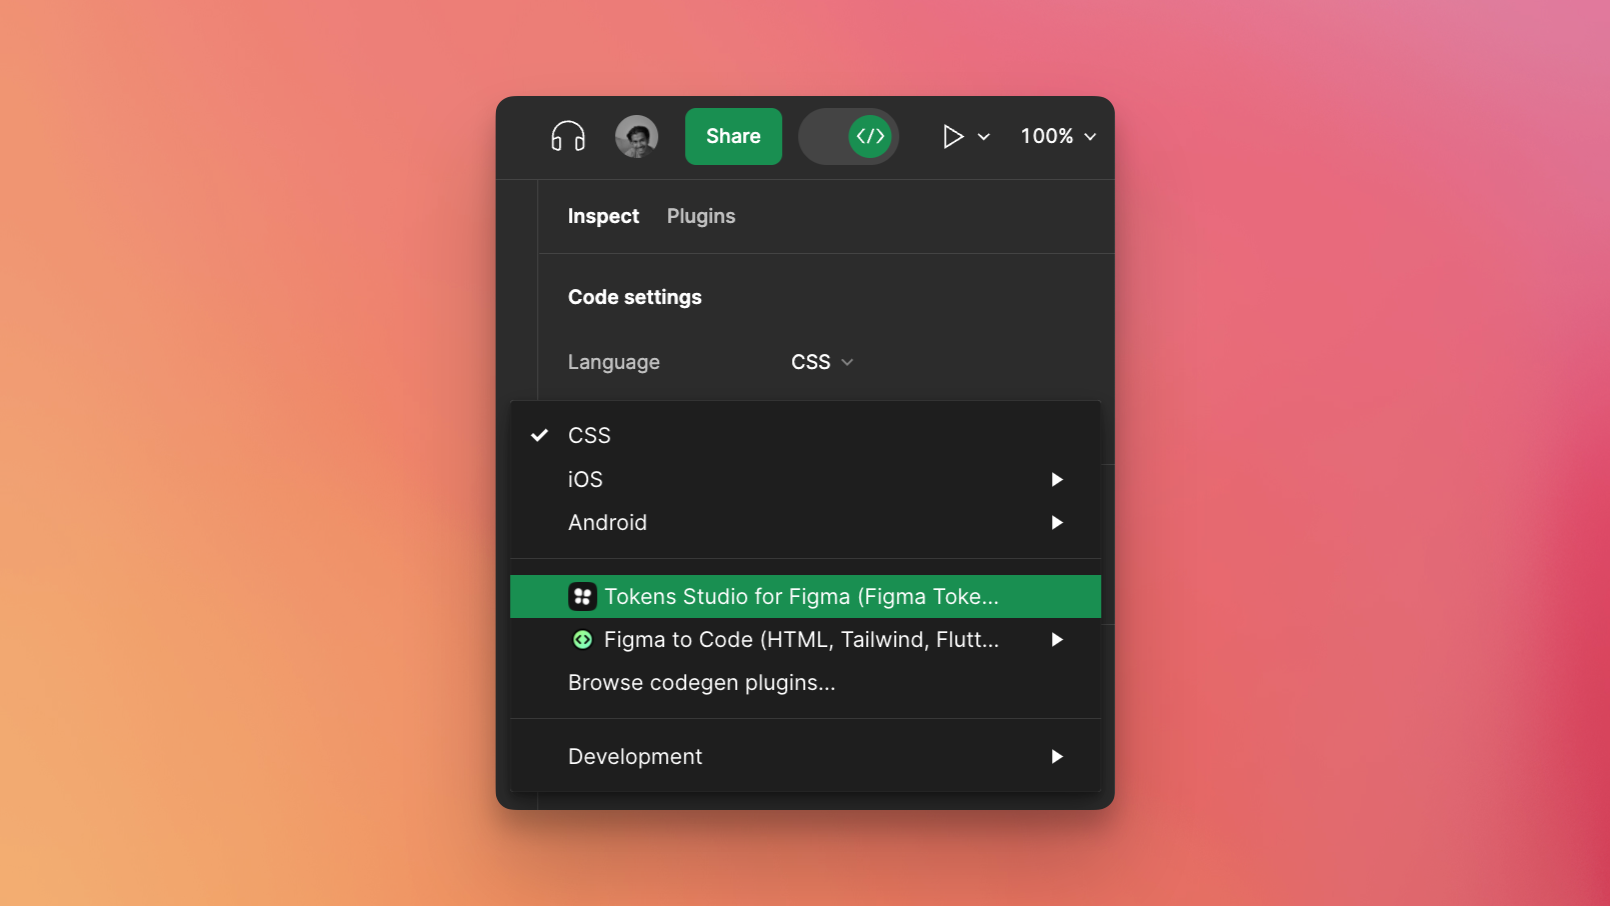 Share </> 100%
Inspect Plugins
Code settings
Language CSS
CSS
iOS
Android
Tokens Studio for Figma (Figma Toke...
Figma to Code (HTML, Tailwind, Flutt...
Browse codegen plugins...
Development